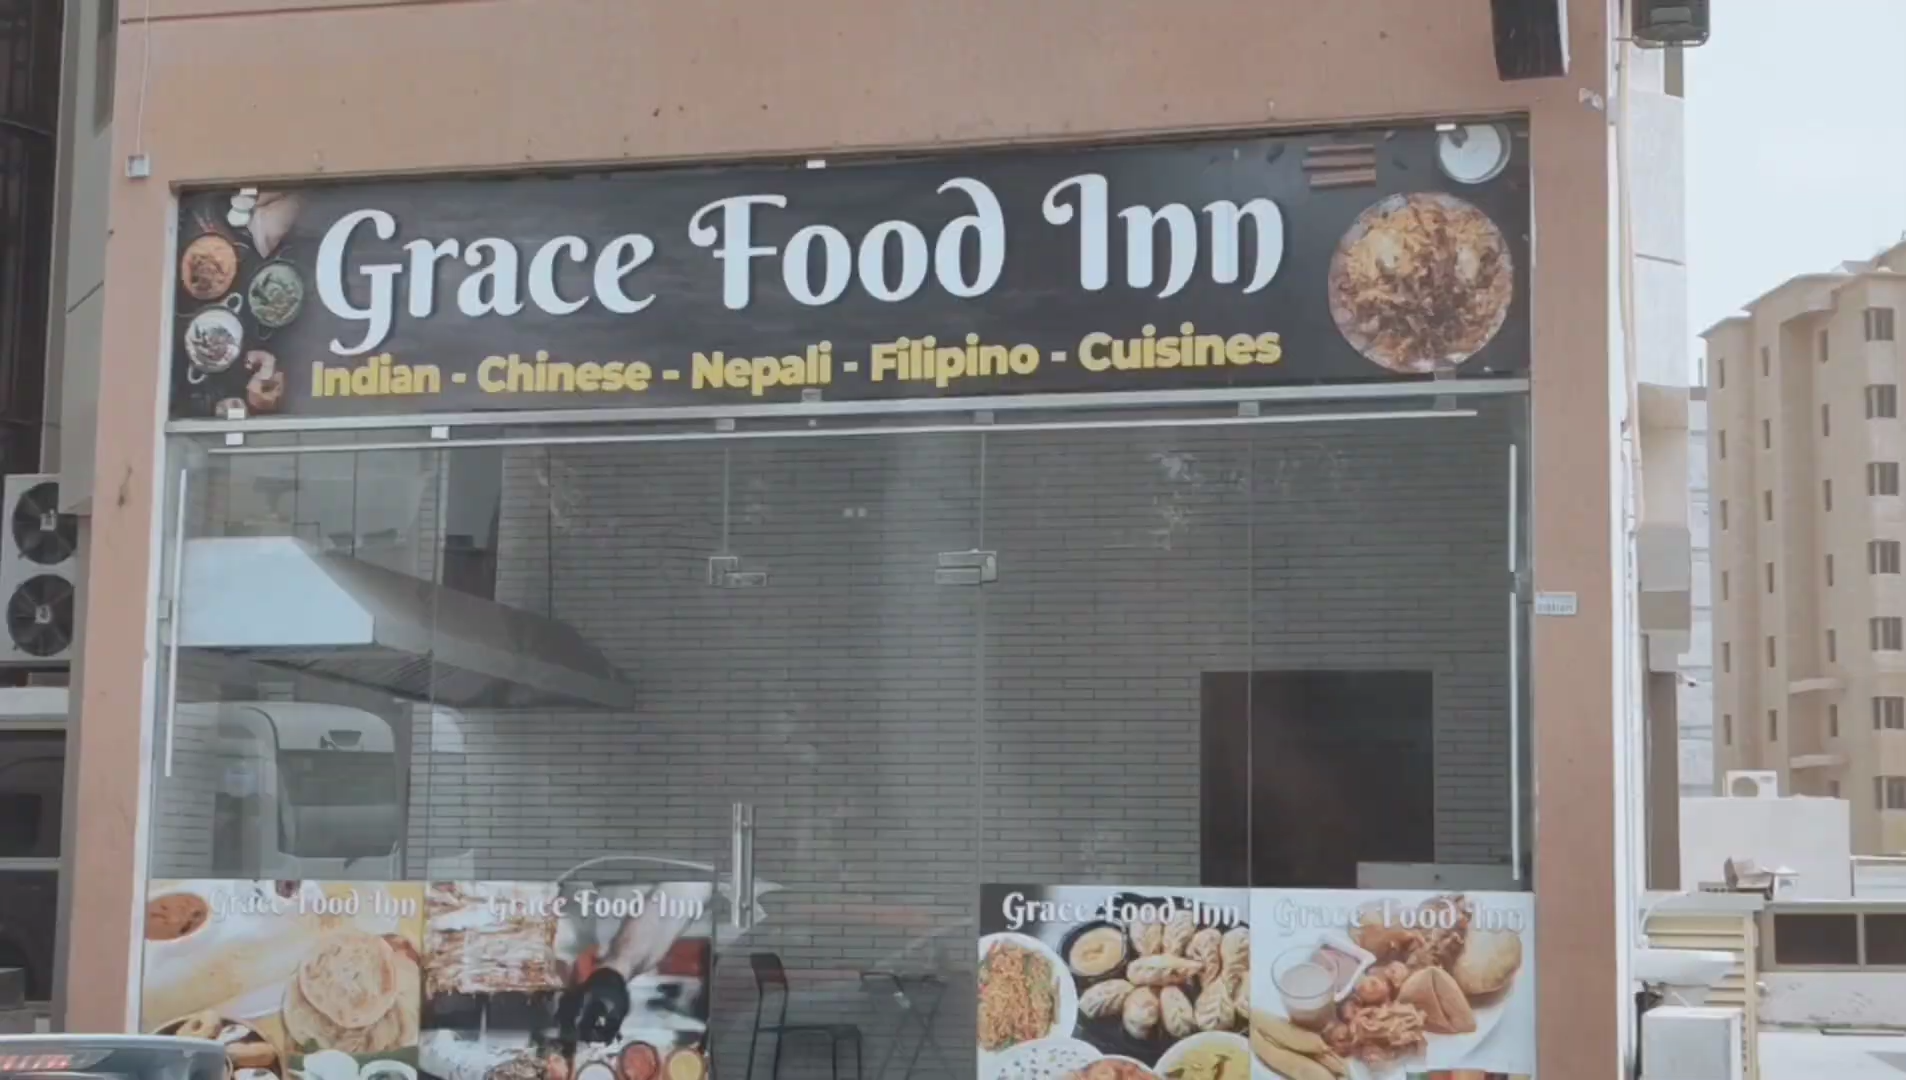 Grace Food Inn
Indian - Chinese - Nepali - Filipino - Cuisines
Grace Food Inn
Grace Food Inn
Grace Food Inn
Grace Food Inn